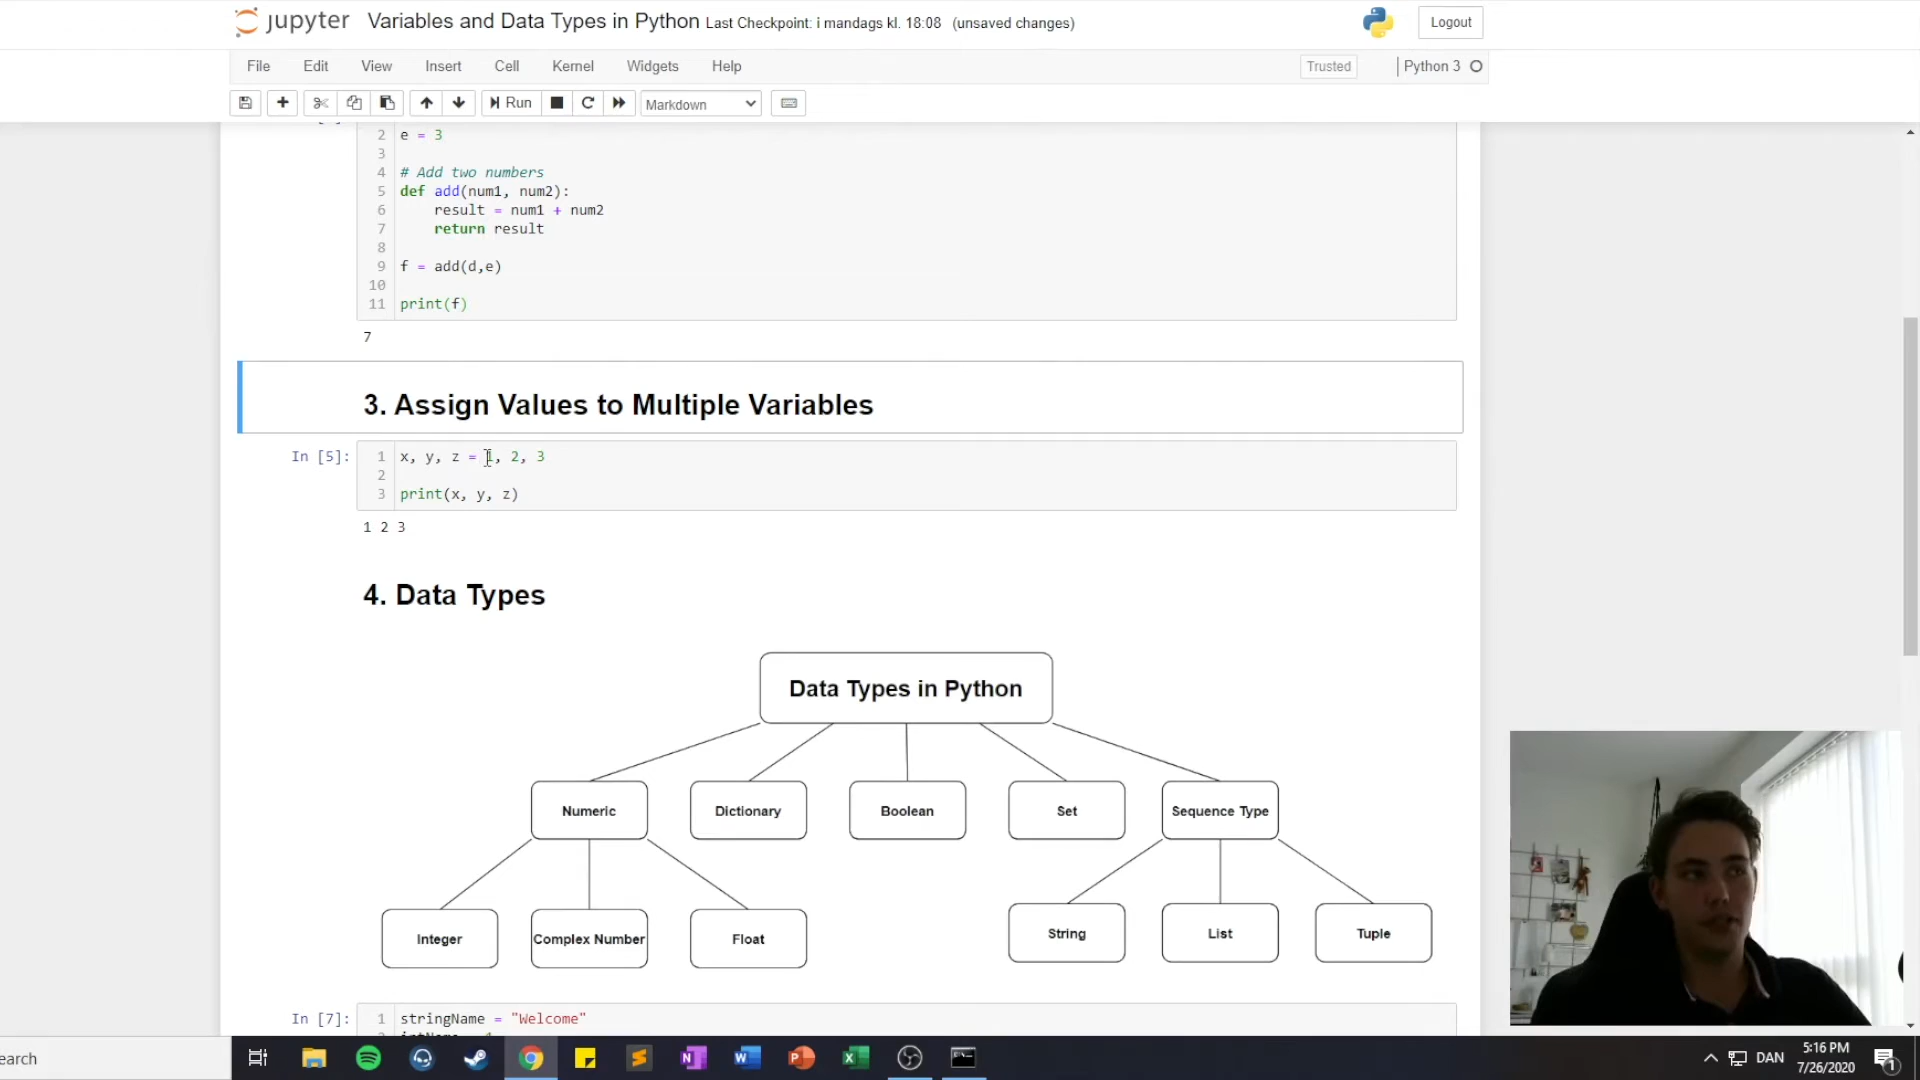 jupyter Variables and Data Types in Python Last Checkpoint: i mandags kl. 18:08 (unsaved changes) Logout
File Edit View Insert Cell Kernel Widgets Help Trusted Python 3
Run Markdown
2 e = 3
3
4 # Add two numbers
5 def add(num1, num2):
6 result = num1 + num2
7 return result
8
9 f = add(d,e)
10
11 print(f)
7
3. Assign Values to Multiple Variables
In [5]: 1 x, y, z = 1, 2, 3
2
3 print(x, y, z)
1 2 3
4. Data Types
Data Types in Python
Numeric Dictionary Boolean Set Sequence Type
Integer Complex Number Float String List Tuple
In [7]: 1 stringName = "Welcome"
earch
DAN
5:16 PM
7/26/2020
1